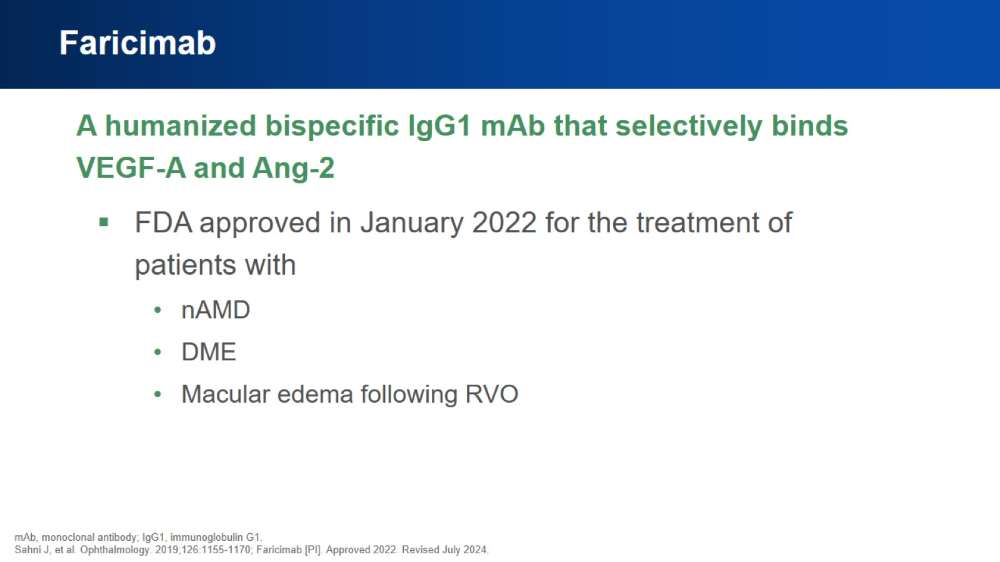 Faricimab
A humanized bispecific IgG1 mAb that selectively binds
VEGF-A and Ang-2
▪ FDA approved in January 2022 for the treatment of
patients with
• nAMD
• DME
• Macular edema following RVO
mAb, monoclonal antibody; IgG1, immunoglobulin G1.
Sahni J, et al. Ophthalmology. 2019;126:1155-1170; Faricimab [PI]. Approved 2022. Revised July 2024.